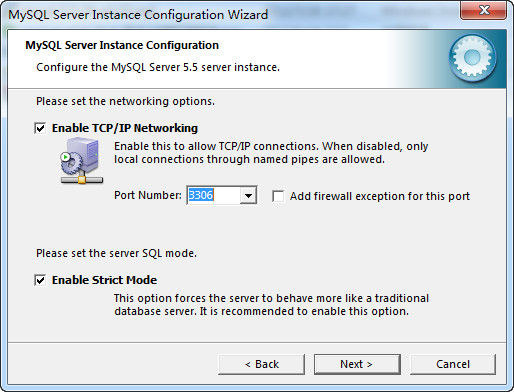 MySQL Server Instance Configuration Wizard
MySQL Server Instance Configuration
Configure the MySQL Server 5.5 server instance.
Please set the networking options.
Enable TCP/IP Networking
Enable this to allow TCP/IP connections. When disabled, only
local connections through named pipes are allowed.
Port Number: 3306 Add firewall exception for this port
Please set the server SQL mode.
Enable Strict Mode
This option forces the server to behave more like a traditional
database server. It is recommended to enable this option.
< Back Next > Cancel